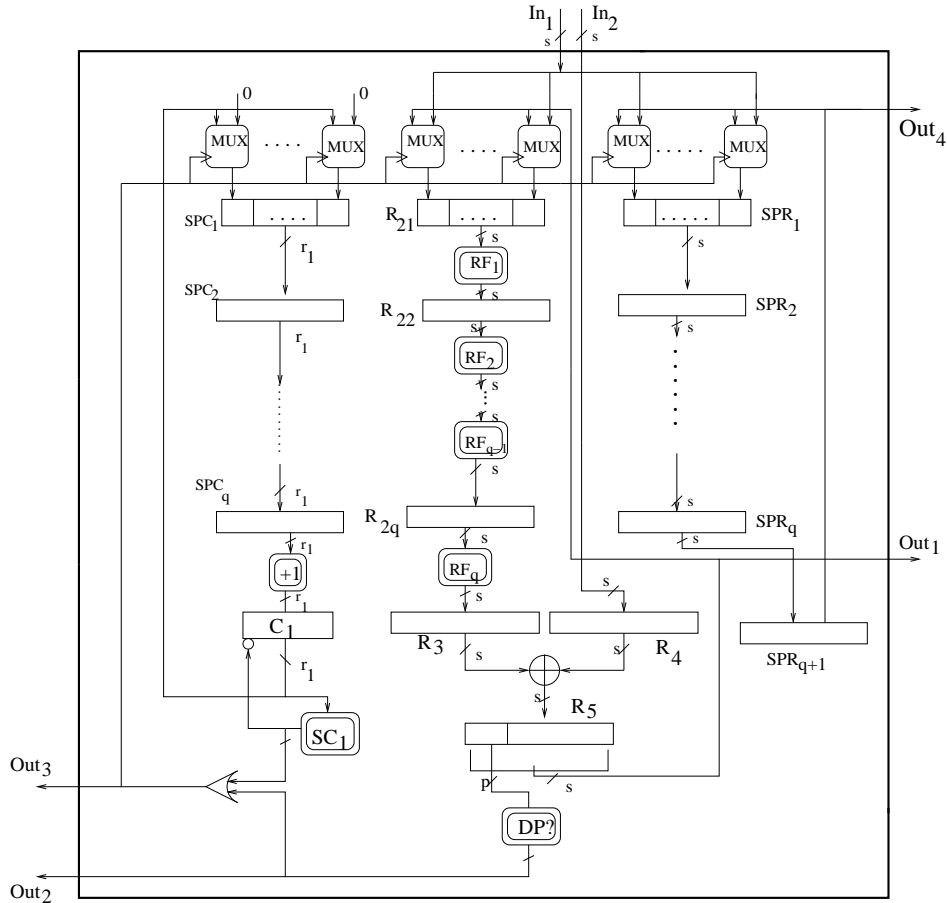 In1 In2
s s
0 0
MUX .... MUX MUX .... MUX MUX ..... MUX
Out4
SPC1 .... R21 .... SPR1 .....
r1 s s
RF1
s
SPC2 R22 SPR2
r1 s s
RF2
s
s
RFq−1
s
SPCq r1 s
R2q SPRq
r1 s s
Out1
+1 RFq s
r1 s
C1
R3 R4 SPRq+1
r1 s s
s
R5
SC1
Out3
p s
DP?
Out2